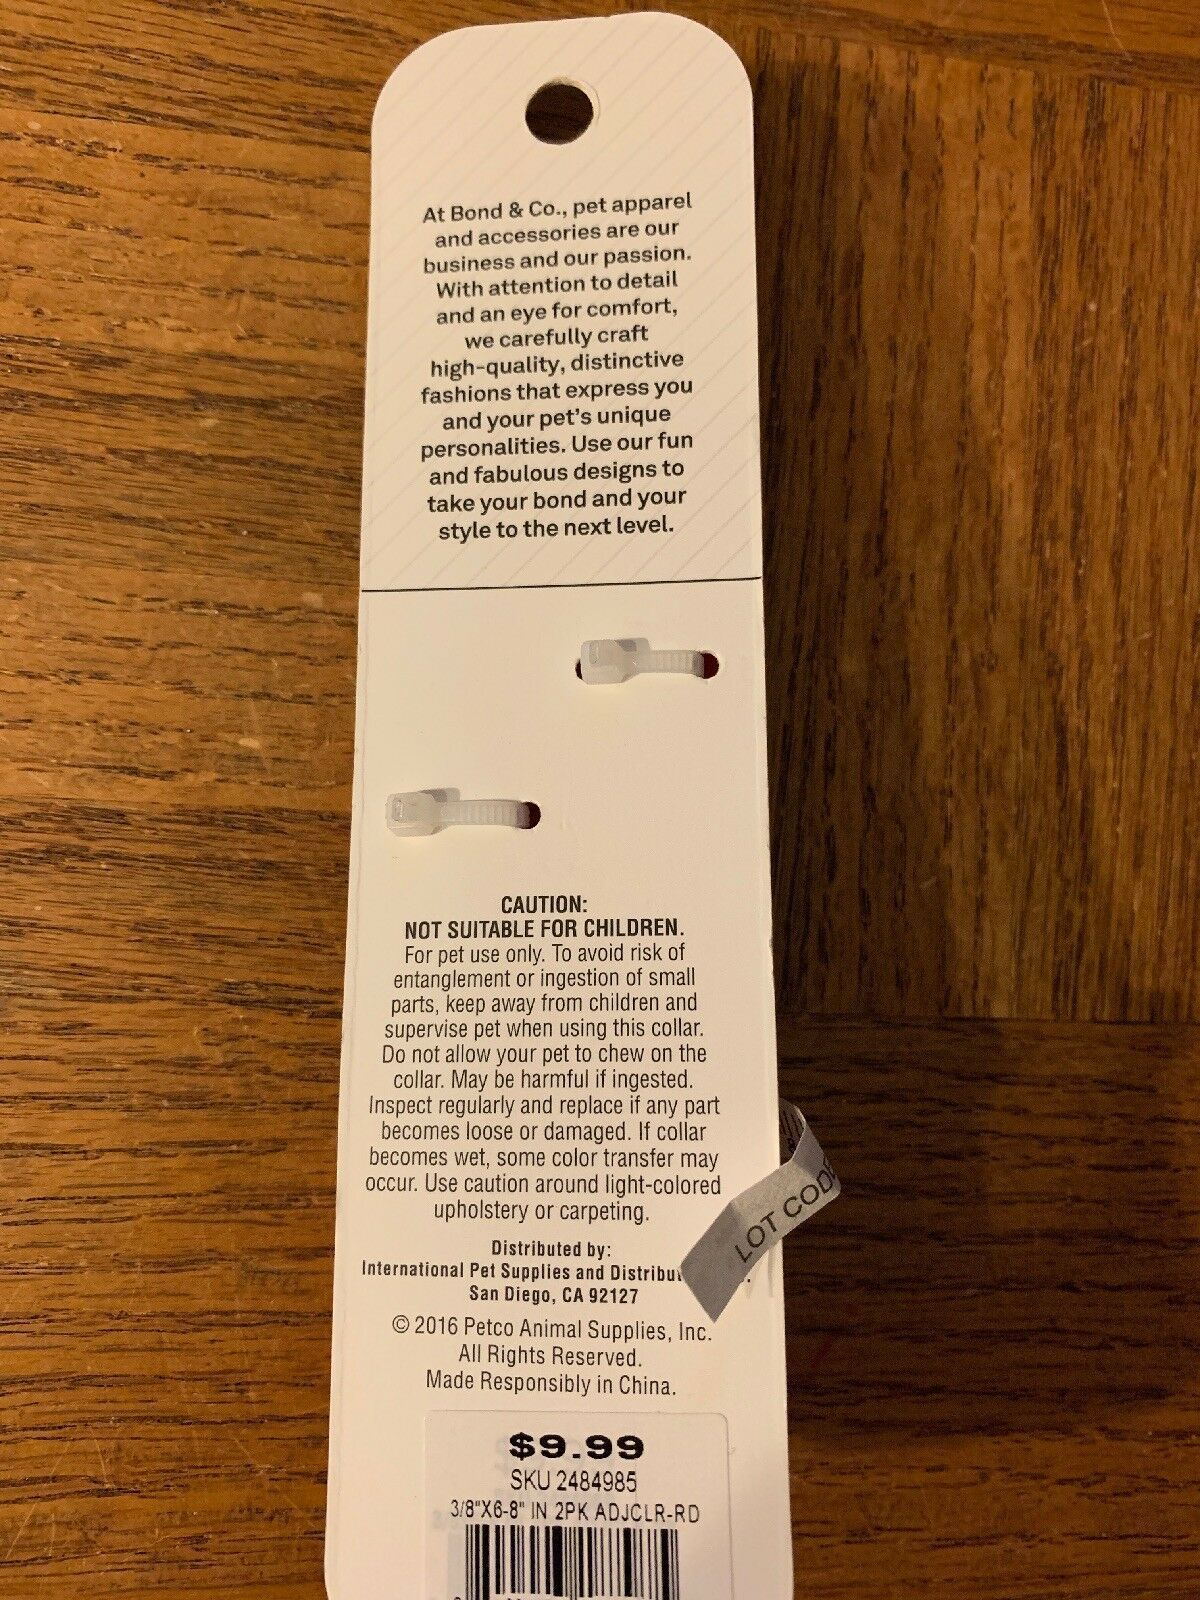 At Bond & Co., pet apparel
and accessories are our
business and our passion.
With attention to detail
and an eye for comfort,
we carefully craft
high-quality, distinctive
fashions that express you
and your pet's unique
personalities. Use our fun
and fabulous designs to
take your bond and your
style to the next level.
CAUTION:
NOT SUITABLE FOR CHILDREN.
For pet use only. To avoid risk of
entanglement or ingestion of small
parts, keep away from children and
supervise pet when using this collar.
Do not allow your pet to chew on the
collar. May be harmful if ingested.
Inspect regularly and replace if any part
becomes loose or damaged. If collar
becomes wet, some color transfer may
occur. Use caution around light-colored
upholstery or carpeting.
LOT CODE
Distributed by:
International Pet Supplies and
San Diego, CA 92127
© 2016 Petco Animal Supplies, Inc.
All Rights Reserved.
Made Responsibly in China.
$9.99
SKU 2484985
3/8"X6-8" IN 2PK ADJCLR-RD